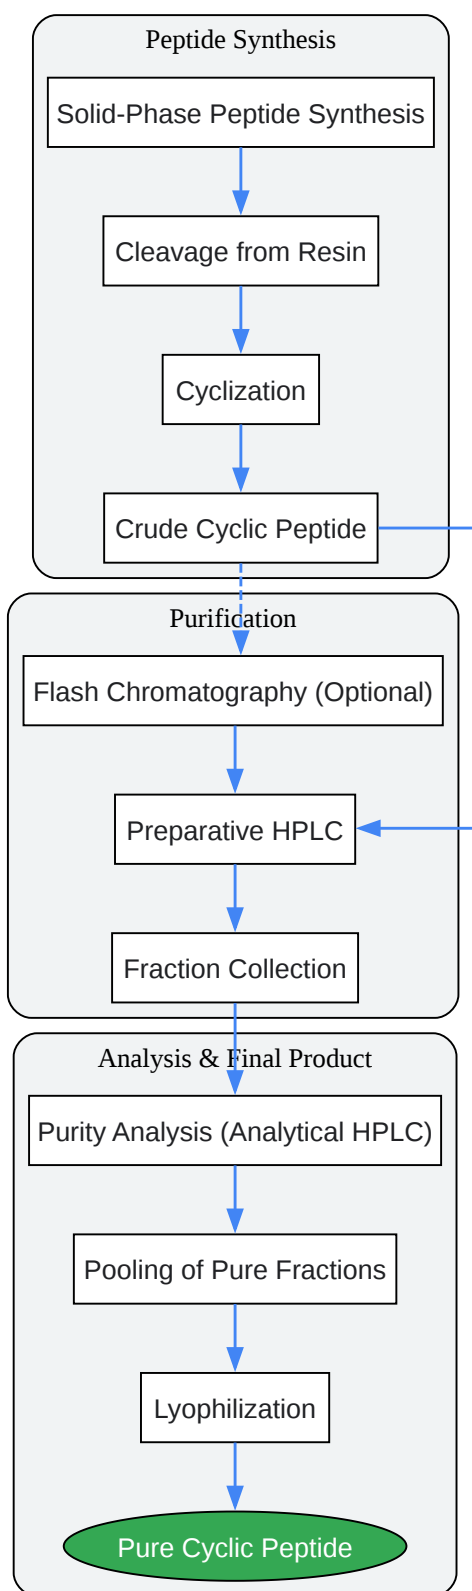 Peptide Synthesis
Solid-Phase Peptide Synthesis
Cleavage from Resin
Cyclization
Crude Cyclic Peptide
Purification
Flash Chromatography (Optional)
Preparative HPLC
Fraction Collection
Analysis & Final Product
Purity Analysis (Analytical HPLC)
Pooling of Pure Fractions
Lyophilization
Pure Cyclic Peptide